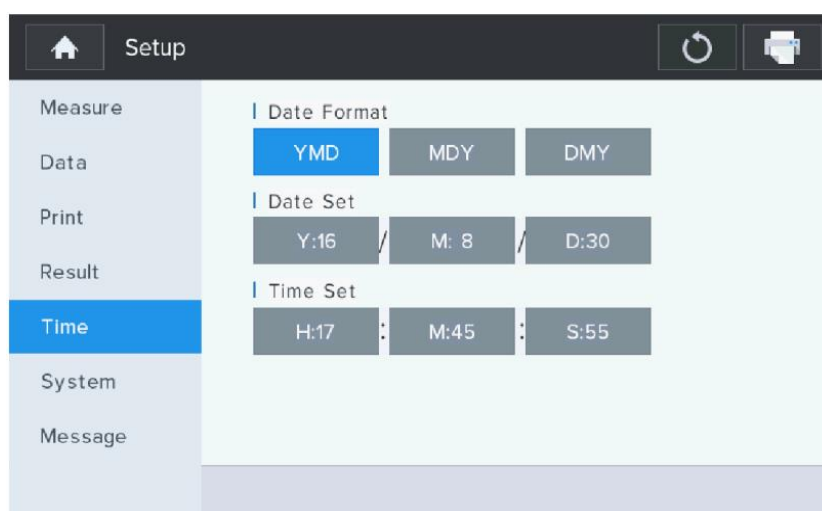 Setup
Measure
Data
Print
Result
Time
System
Message
Date Format
YMD MDY DMY
Date Set
Y:16 / M: 8 / D:30
Time Set
H:17 : M:45 : S:55